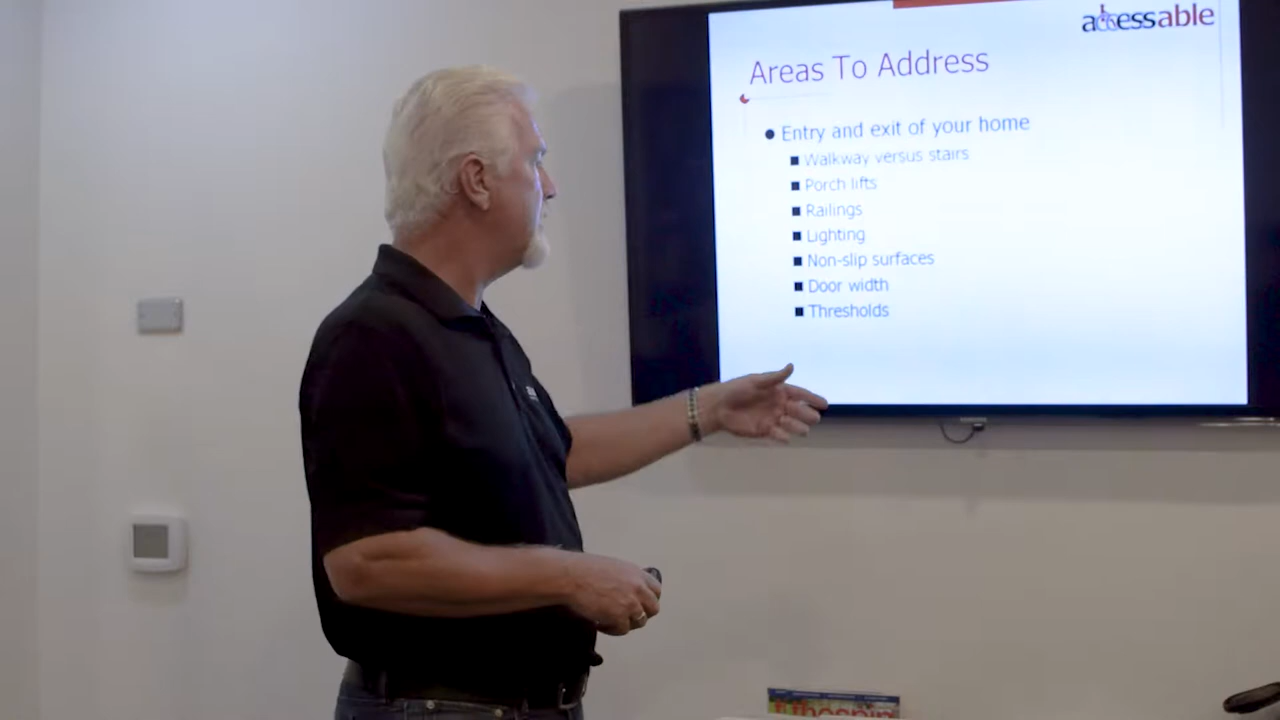 accessable
Areas To Address
Entry and exit of your home
Walkway versus stairs
Porch lifts
Railings
Lighting
Non-slip surfaces
Door width
Thresholds